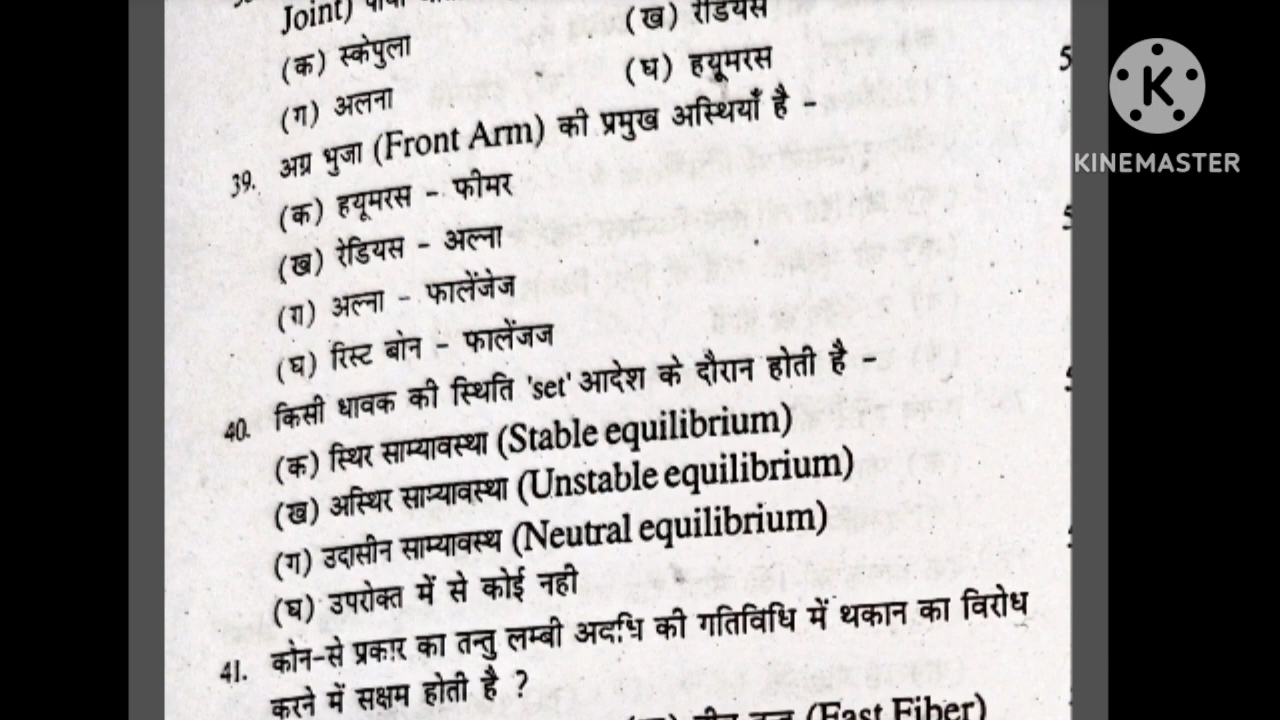 Joint)
(ख) रेडियस
(क) स्केपुला
(घ) हयूमरस
5
(ग) अलना
39. अग्र भुजा (Front Arm) की प्रमुख अस्थियाँ है -
(क) हयूमरस - फीमर
(ख) रेडियस - अल्ना
(ग) अल्ना - फालेंजेज
(घ) रिस्ट बोन - फालेंजज
40. किसी धावक की स्थिति 'set' आदेश के दौरान होती है -
(क) स्थिर साम्यावस्था (Stable equilibrium)
(ख) अस्थिर साम्यावस्था (Unstable equilibrium)
(ग) उदासीन साम्यावस्थ (Neutral equilibrium)
(घ) उपरोक्त में से कोई नही
41. कौन-से प्रकार का तन्तु लम्बी अवधि की गतिविधि में थकान का विरोध
करने में सक्षम होती है ?
(Fast Fiber)
K
KINEMASTER